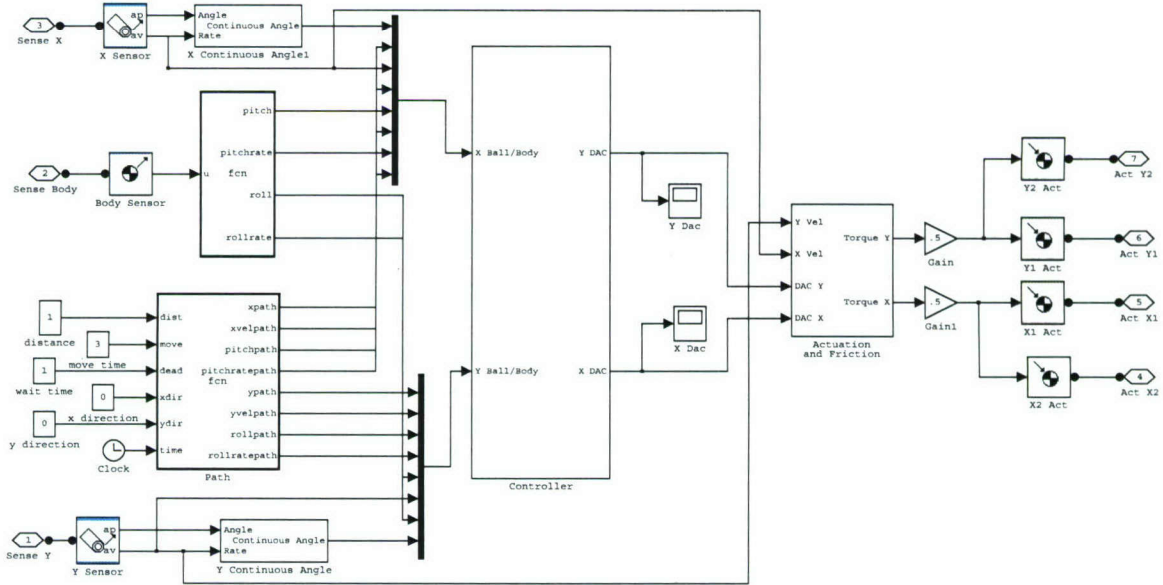 3
Sense X
ap
av
X Sensor
Angle
Continuous Angle
Rate
X Continuous Angle1
2
Sense Body
Body Sensor
u
fcn
pitch
pitchrate
roll
rollrate
1
distance
3
move time
1
wait time
0
x direction
0
y direction
Clock
dist
move
dead
xdir
ydir
time
xpath
xvelpath
pitchpath
pitchratepath
fcn
ypath
yvelpath
rollpath
rollratepath
Path
1
Sense Y
ap
av
Y Sensor
Angle
Continuous Angle
Rate
Y Continuous Angle
X Ball/Body
Y DAC
Y Ball/Body
X DAC
Controller
Y Dac
X Dac
Y Vel
X Vel
DAC Y
DAC X
Torque Y
Torque X
Actuation
and Friction
.5
Gain
.5
Gain1
Y2 Act
7
Act Y2
Y1 Act
6
Act Y1
X1 Act
5
Act X1
X2 Act
4
Act X2